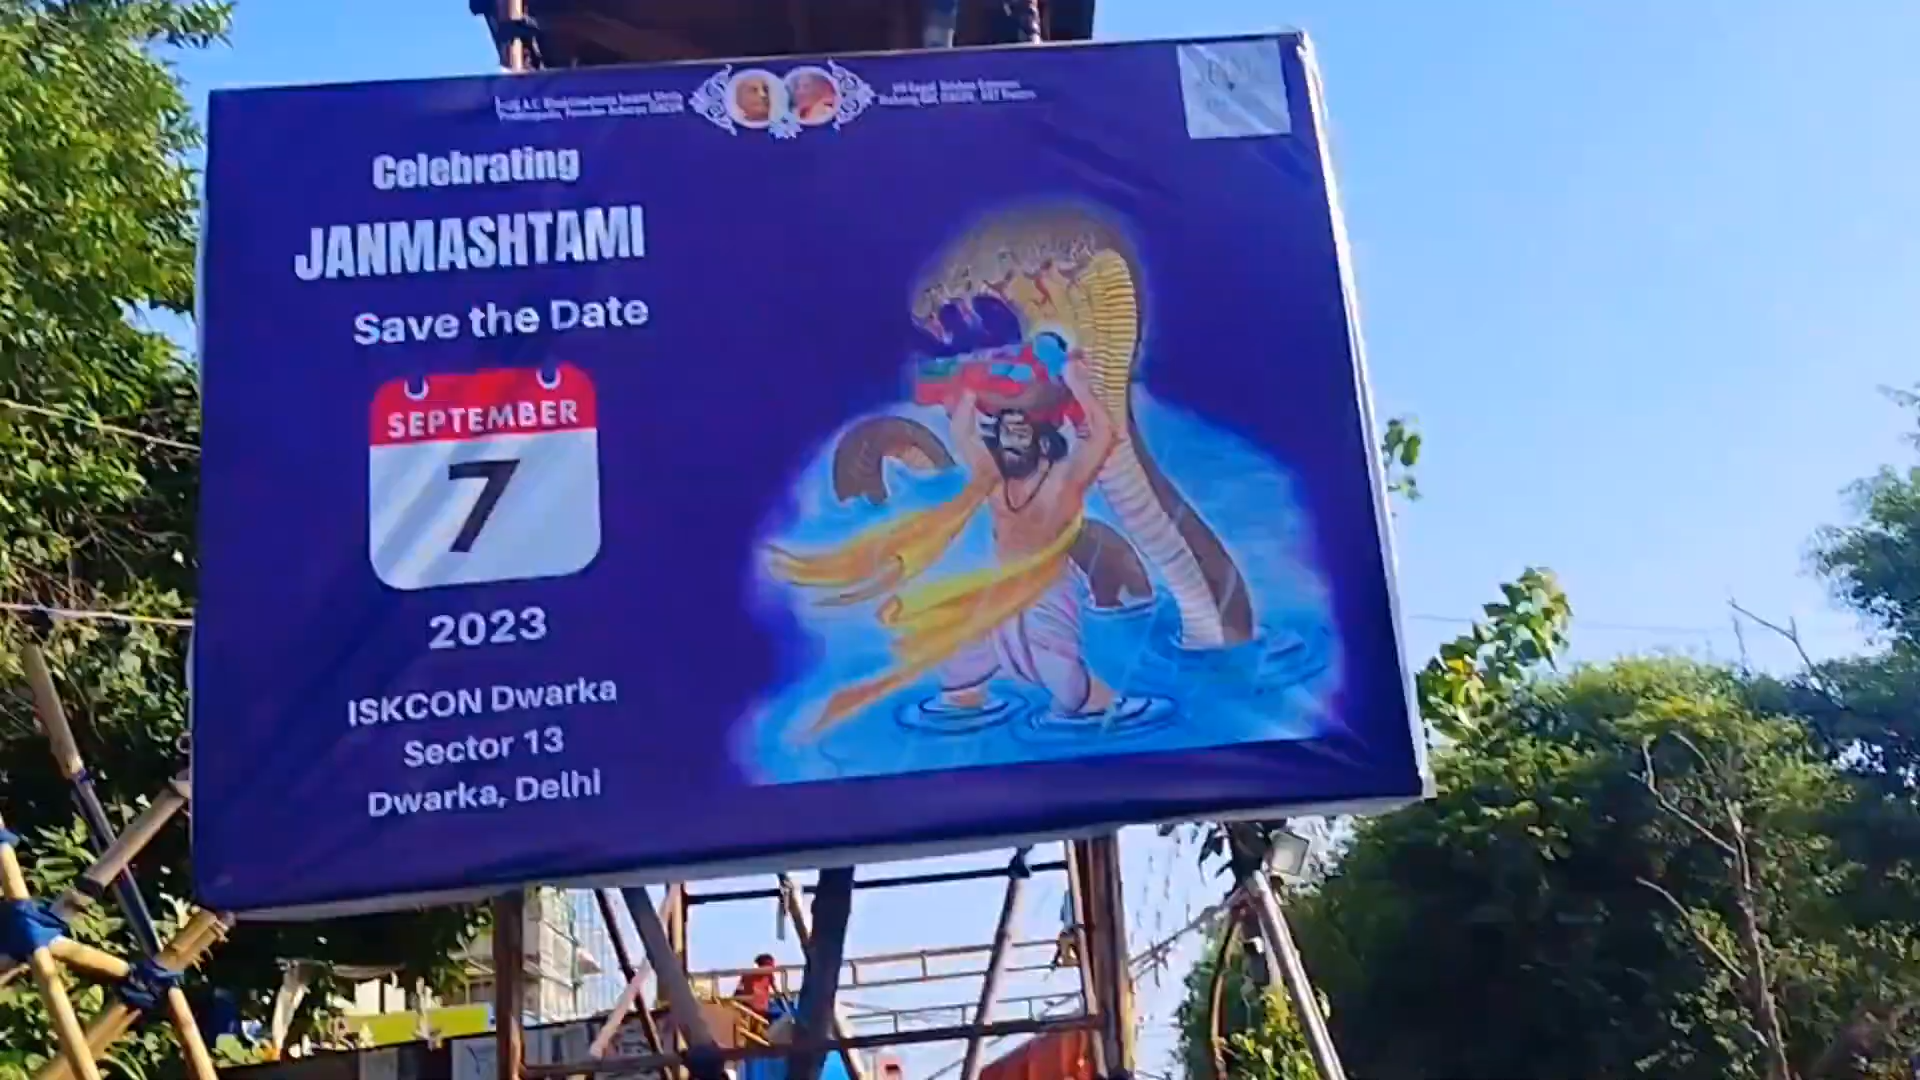 Celebrating
JANMASHTAMI
Save the Date
SEPTEMBER
7
2023
ISKCON Dwarka
Sector 13
Dwarka, Delhi